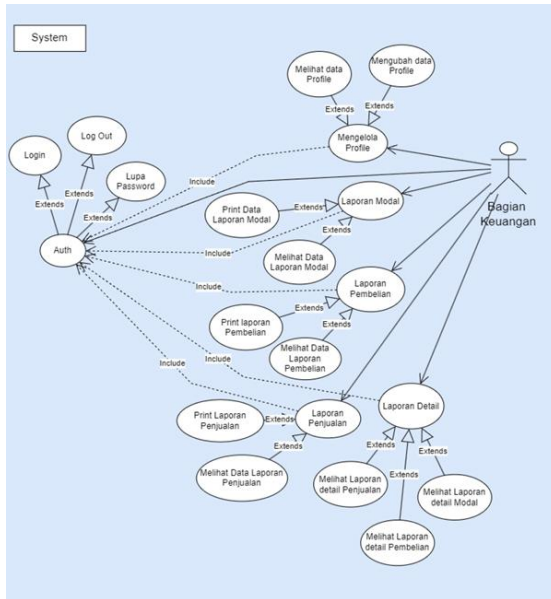 System
Melihat data
Profile
Mengubah data
Profile
Extends
Extends
Mengelola
Profile
Log Out
Login
Lupa
Password
Extends
Extends
Extends
Auth
Include
Bagian
Keuangan
Print Data
Laporan Modal
Extends
Laporan Modal
Extends
Melihat Data
Laporan Modal
Include
Include
Laporan
Pembelian
Extends
Print laporan
Pembelian
Extends
Melihat Data
Laporan
Pembelian
Include
Include
Print Laporan
Penjualan
Extends
Laporan
Penjualan
Laporan Detail
Extends
Melihat Data Laporan
Penjualan
Extends
Extends
Extends
Melihat Laporan
detail Penjualan
Melihat Laporan
detail Modal
Melihat Laporan
detail Pembelian